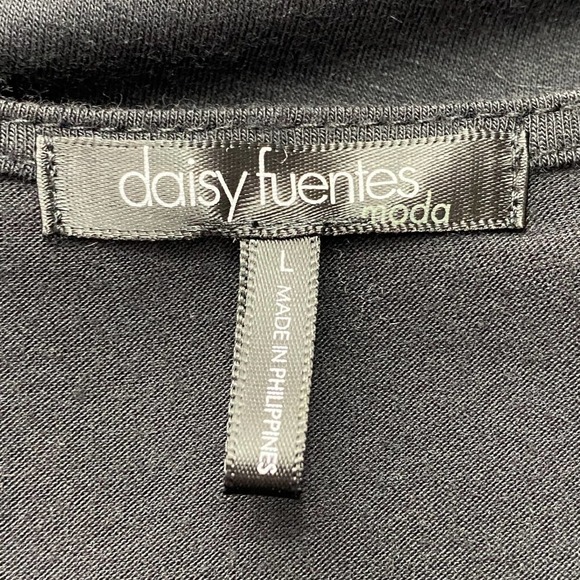 daisy fuentes
moda
L MADE IN PHILIPPINES